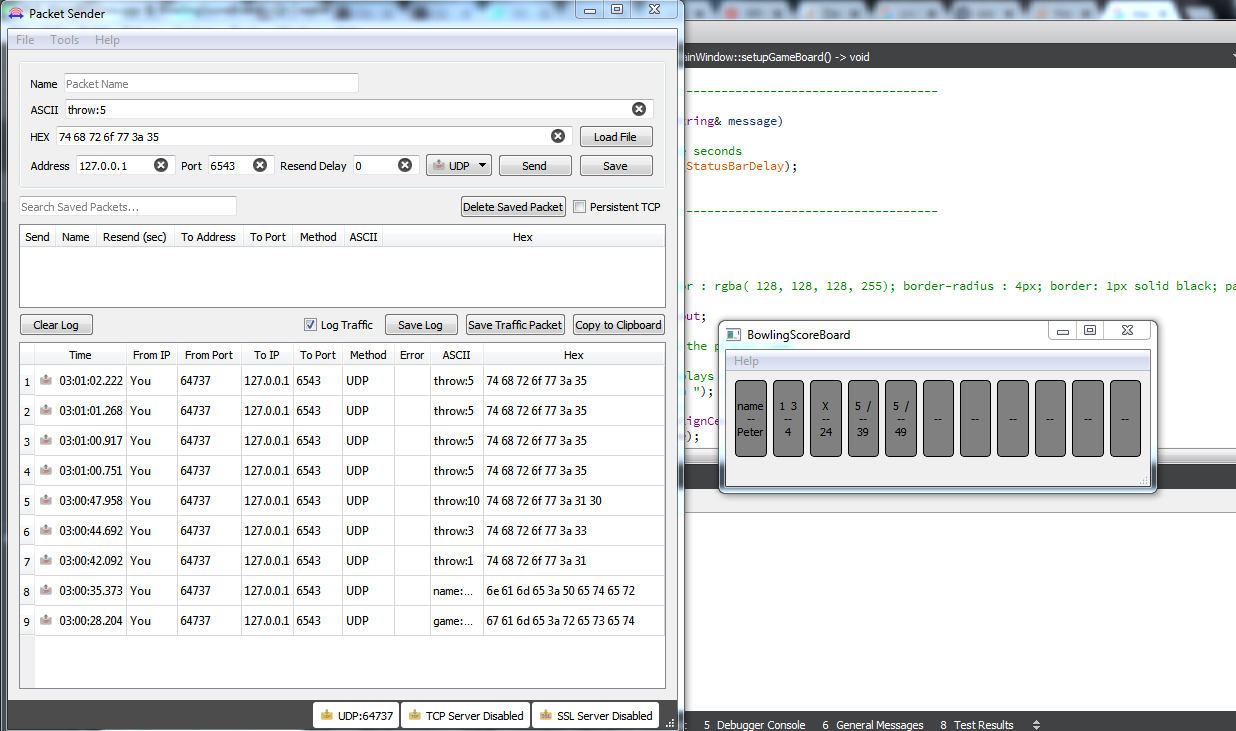 Packet Sender
File Tools Help
Name Packet Name
ASCII throw:5
HEX 74 68 72 6f 77 3a 35 Load File
Address 127.0.0.1 Port 6543 Resend Delay 0 UDP Send Save
Search Saved Packets... Delete Saved Packet Persistent TCP
Send Name Resend (sec) To Address To Port Method ASCII Hex
Clear Log Log Traffic Save Log Save Traffic Packet Copy to Clipboard
Time From IP From Port To IP To Port Method Error ASCII Hex
1 03:01:02.222 You 64737 127.0.0.1 6543 UDP throw:5 74 68 72 6f 77 3a 35
2 03:01:01.268 You 64737 127.0.0.1 6543 UDP throw:5 74 68 72 6f 77 3a 35
3 03:01:00.917 You 64737 127.0.0.1 6543 UDP throw:5 74 68 72 6f 77 3a 35
4 03:01:00.751 You 64737 127.0.0.1 6543 UDP throw:5 74 68 72 6f 77 3a 35
5 03:00:47.958 You 64737 127.0.0.1 6543 UDP throw:10 74 68 72 6f 77 3a 31 30
6 03:00:44.692 You 64737 127.0.0.1 6543 UDP throw:3 74 68 72 6f 77 3a 33
7 03:00:42.092 You 64737 127.0.0.1 6543 UDP throw:1 74 68 72 6f 77 3a 31
8 03:00:35.373 You 64737 127.0.0.1 6543 UDP name:... 6e 61 6d 65 3a 50 65 74 65 72
9 03:00:28.204 You 64737 127.0.0.1 6543 UDP game:... 67 61 6d 65 3a 72 65 73 65 74
UDP:64737 TCP Server Disabled SSL Server Disabled
ainWindow::setupGameBoard() -> void
----------------------------------
ring& message)
seconds
StatusBarDelay);
----------------------------------
r : rgba( 128, 128, 128, 255); border-radius : 4px; border: 1px solid black; pa
ut;
the p
plays
");
ignCe
);
BowlingScoreBoard
Help
name 1 3 X 5 / 5 /
-- -- -- -- -- -- -- -- -- -- --
Peter 4 24 39 49
5 Debugger Console 6 General Messages 8 Test Results